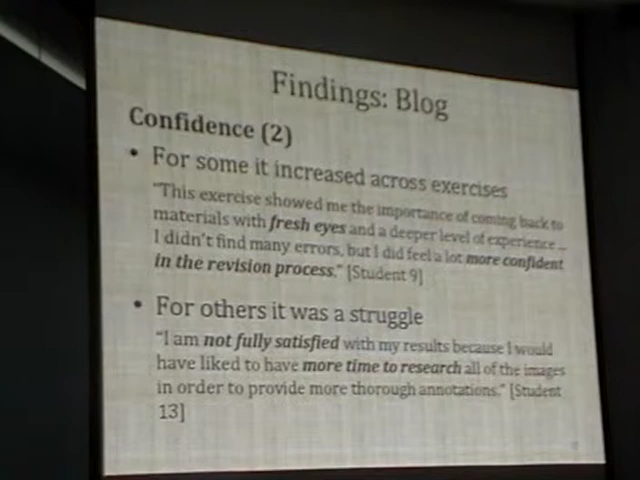 Findings: Blog
Confidence (2)
• For some it increased across exercises
"This exercise showed me the importance of coming back to
materials with fresh eyes and a deeper level of experience ...
I didn't find many errors, but I did feel a lot more confident
in the revision process." [Student 9]
• For others it was a struggle
"I am not fully satisfied with my results because I would
have liked to have more time to research all of the images
in order to provide more thorough annotations." [Student
13]